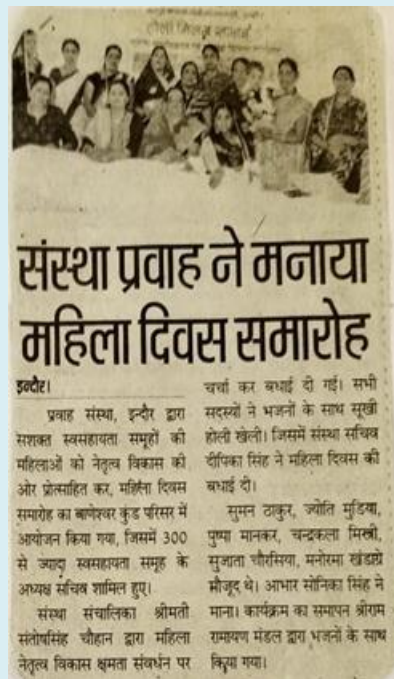 होली मिलन समारोह
संस्था प्रवाह ने मनाया
महिला दिवस समारोह
इन्दौर।
प्रवाह संस्था, इन्दौर द्वारा
सशक्त स्वसहायता समूहों की
महिलाओं को नेतृत्व विकास की
ओर प्रोत्साहित कर, महिला दिवस
समारोह का बाणेश्वर कुंड परिसर में
आयोजन किया गया, जिसमें 300
से ज्यादा स्वसहायता समूह के
अध्यक्ष सचिव शामिल हुए।
संस्था संचालिका श्रीमती
संतोषसिंह चौहान द्वारा महिला
नेतृत्व विकास क्षमता संवर्धन पर
चर्चा कर बधाई दी गई। सभी
सदस्यों ने भजनों के साथ सूखी
होली खेली। जिसमें संस्था सचिव
दीपिका सिंह ने महिला दिवस की
बधाई दी।
सुमन ठाकुर, ज्योति मुडिया,
पुष्पा मानकर, चन्द्रकला मिस्त्री,
सुजाता चौरसिया, मनोरमा खंडाग्रे
मौजूद थे। आभार सोनिका सिंह ने
माना। कार्यक्रम का समापन श्रीराम
रामायण मंडल द्वारा भजनों के साथ
किया गया।